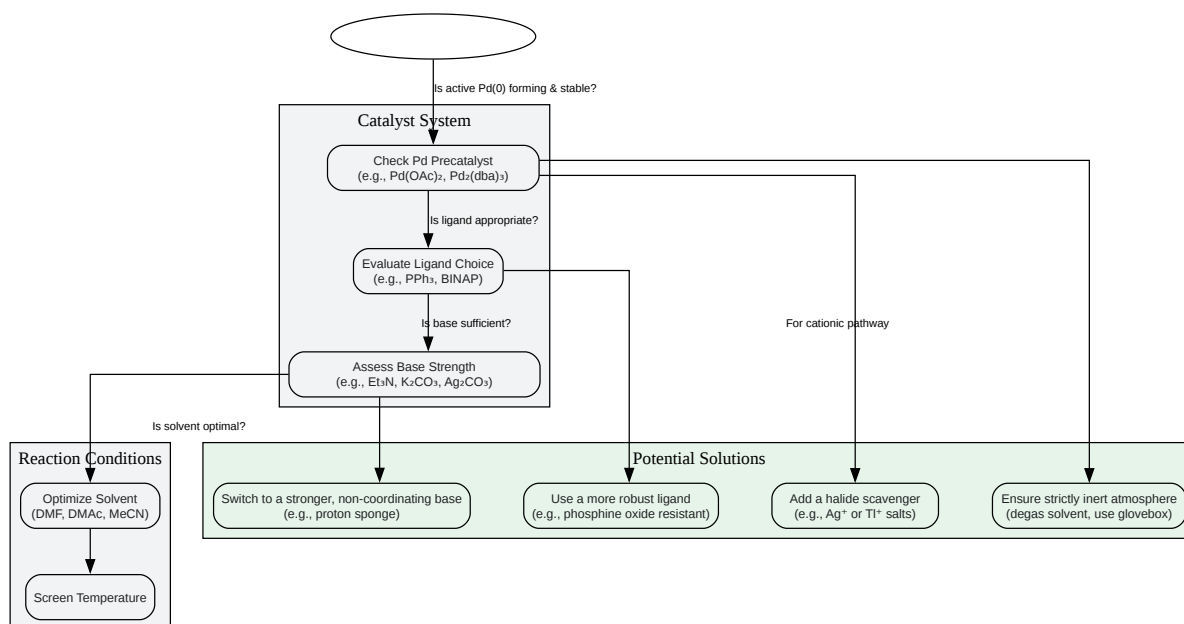 Is active Pd(0) forming & stable?
Catalyst System
Check Pd Precatalyst
(e.g., Pd(OAc)₂, Pd₂(dba)₃)
Is ligand appropriate?
Evaluate Ligand Choice
(e.g., PPh₃, BINAP)
Is base sufficient?
For cationic pathway
Assess Base Strength
(e.g., Et₃N, K₂CO₃, Ag₂CO₃)
Is solvent optimal?
Reaction Conditions
Optimize Solvent
(DMF, DMAc, MeCN)
Screen Temperature
Potential Solutions
Switch to a stronger, non-coordinating base
(e.g., proton sponge)
Use a more robust ligand
(e.g., phosphine oxide resistant)
Add a halide scavenger
(e.g., Ag⁺ or Tl⁺ salts)
Ensure strictly inert atmosphere
(degas solvent, use glovebox)